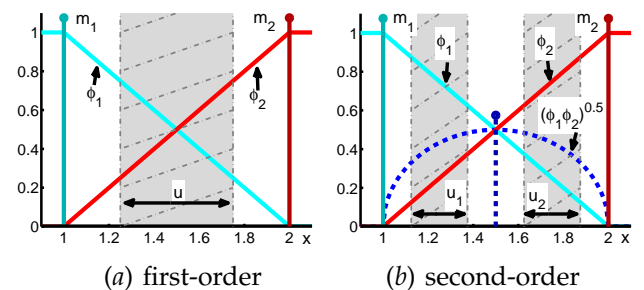 m₁ m₂ m₁ ϕ₁ ϕ₂ m₂
1 1
0.8 0.8
ϕ₁ ϕ₂ (ϕ₁ϕ₂)^0.5
0.6 0.6
0.4 0.4
0.2 u 0.2 u₁ u₂
0 0
1 1.2 1.4 1.6 1.8 2 x 1 1.2 1.4 1.6 1.8 2 x
(a) first-order (b) second-order